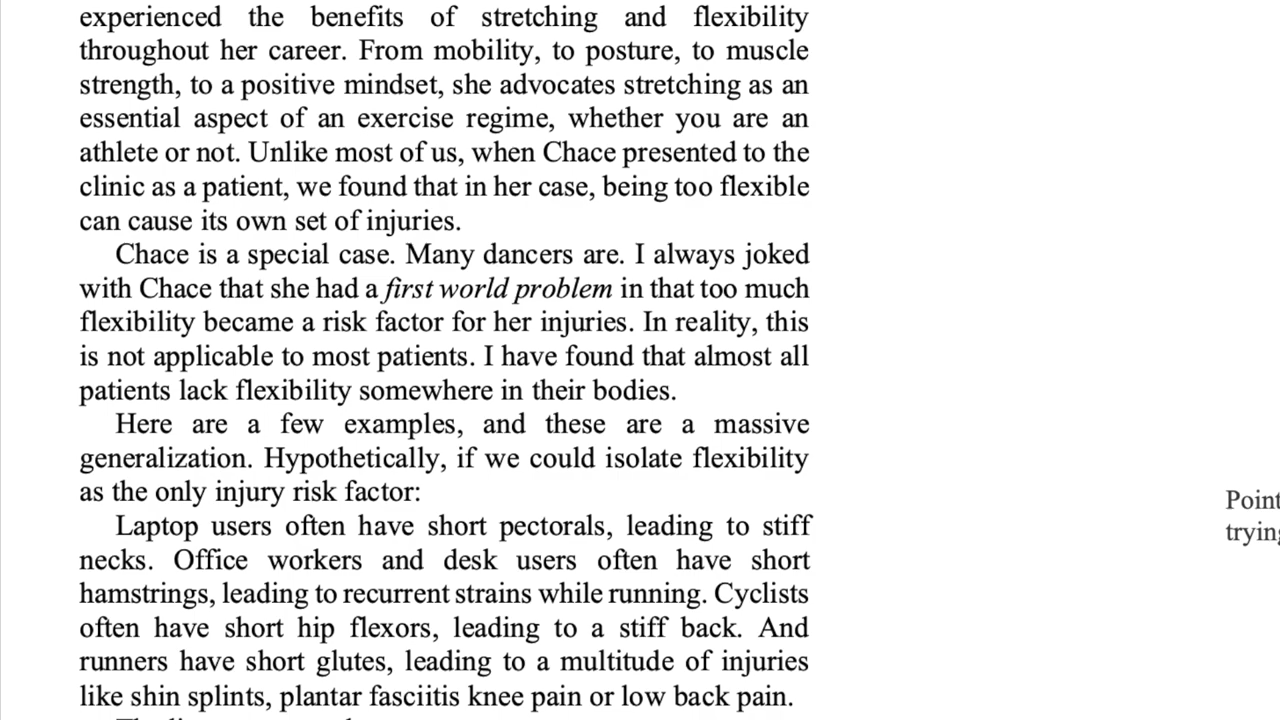 experienced the benefits of stretching and flexibility
throughout her career. From mobility, to posture, to muscle
strength, to a positive mindset, she advocates stretching as an
essential aspect of an exercise regime, whether you are an
athlete or not. Unlike most of us, when Chace presented to the
clinic as a patient, we found that in her case, being too flexible
can cause its own set of injuries.
Chace is a special case. Many dancers are. I always joked
with Chace that she had a first world problem in that too much
flexibility became a risk factor for her injuries. In reality, this
is not applicable to most patients. I have found that almost all
patients lack flexibility somewhere in their bodies.
Here are a few examples, and these are a massive
generalization. Hypothetically, if we could isolate flexibility
as the only injury risk factor:
Laptop users often have short pectorals, leading to stiff
necks. Office workers and desk users often have short
hamstrings, leading to recurrent strains while running. Cyclists
often have short hip flexors, leading to a stiff back. And
runners have short glutes, leading to a multitude of injuries
like shin splints, plantar fasciitis knee pain or low back pain.
Point
trying